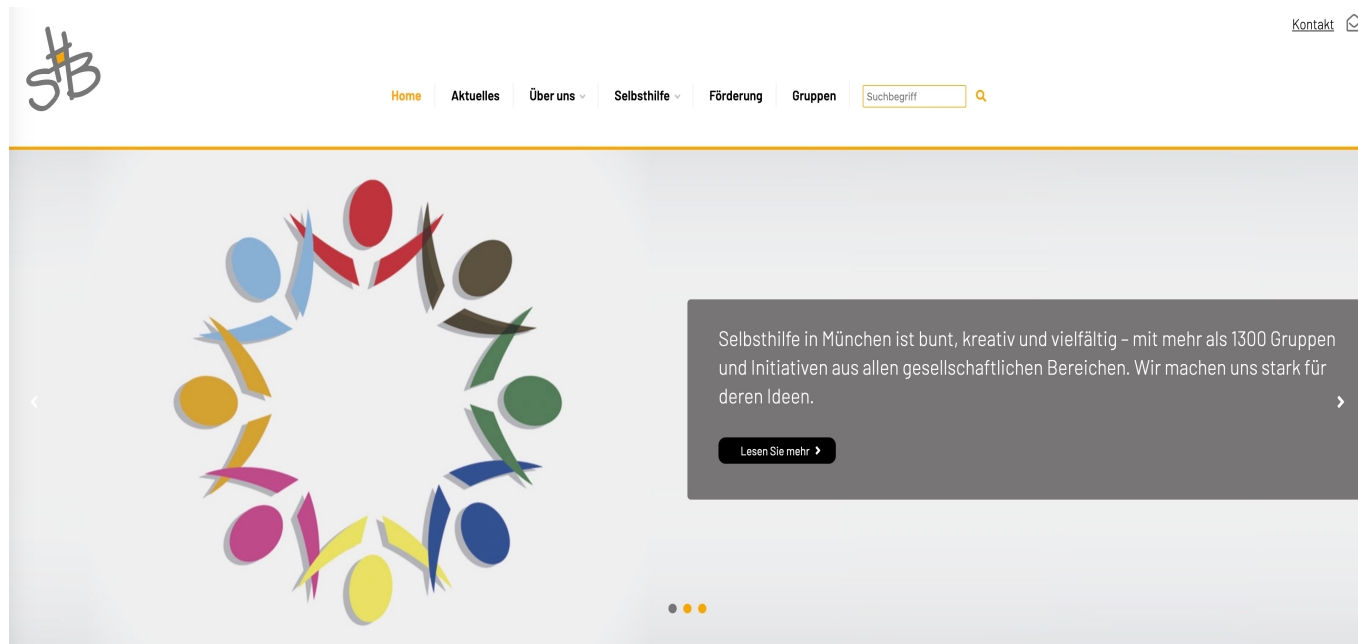 Kontakt
SHB
Home Aktuelles Über uns Selbsthilfe Förderung Gruppen Suchbegriff
Selbsthilfe in München ist bunt, kreativ und vielfältig – mit mehr als 1300 Gruppen
und Initiativen aus allen gesellschaftlichen Bereichen. Wir machen uns stark für
deren Ideen.
Lesen Sie mehr